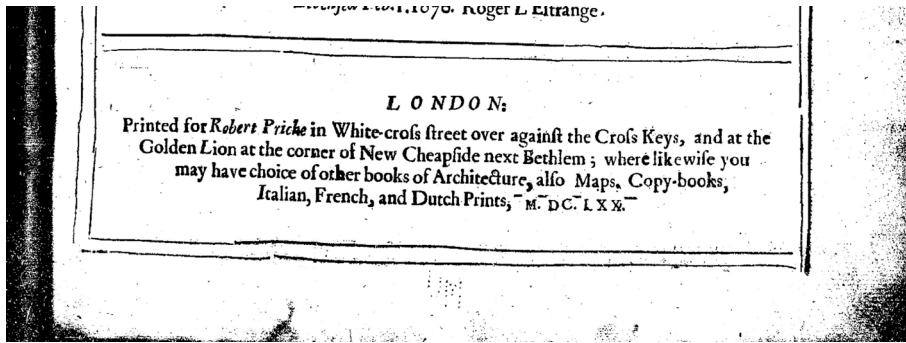 1670. Roger L Eſtrange.
LONDON:
Printed for Robert Pricke in White-croſs ſtreet over againſt the Croſs Keys, and at the
Golden Lion at the corner of New Cheapſide next Bethlem; where likewiſe you
may have choice of other books of Architecture, alſo Maps, Copy-books,
Italian, French, and Dutch Prints, M. DC. LXX.